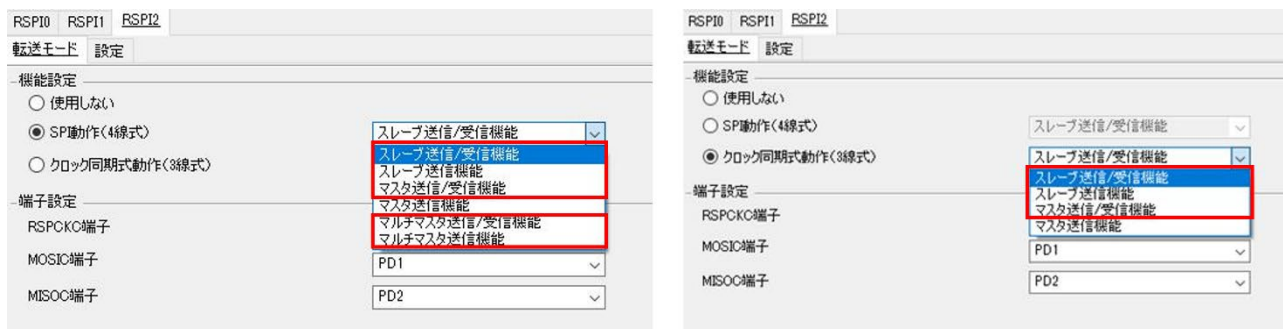 RSPI0 RSPI1 RSPI2
転送モード 設定
機能設定
使用しない
SPI動作(4線式) スレーブ送信/受信機能
スレーブ送信/受信機能
スレーブ送信機能
クロック同期式動作(3線式)
マスタ送信/受信機能
マスタ送信機能
マルチマスタ送信/受信機能
マルチマスタ送信機能
端子設定
RSPCKC端子
MOSIC端子 PD1
MISOC端子 PD2
RSPI0 RSPI1 RSPI2
転送モード 設定
機能設定
使用しない
SPI動作(4線式) スレーブ送信/受信機能
クロック同期式動作(3線式) スレーブ送信/受信機能
スレーブ送信/受信機能
スレーブ送信機能
マスタ送信/受信機能
マスタ送信機能
端子設定
RSPCKC端子
MOSIC端子 PD1
MISOC端子 PD2